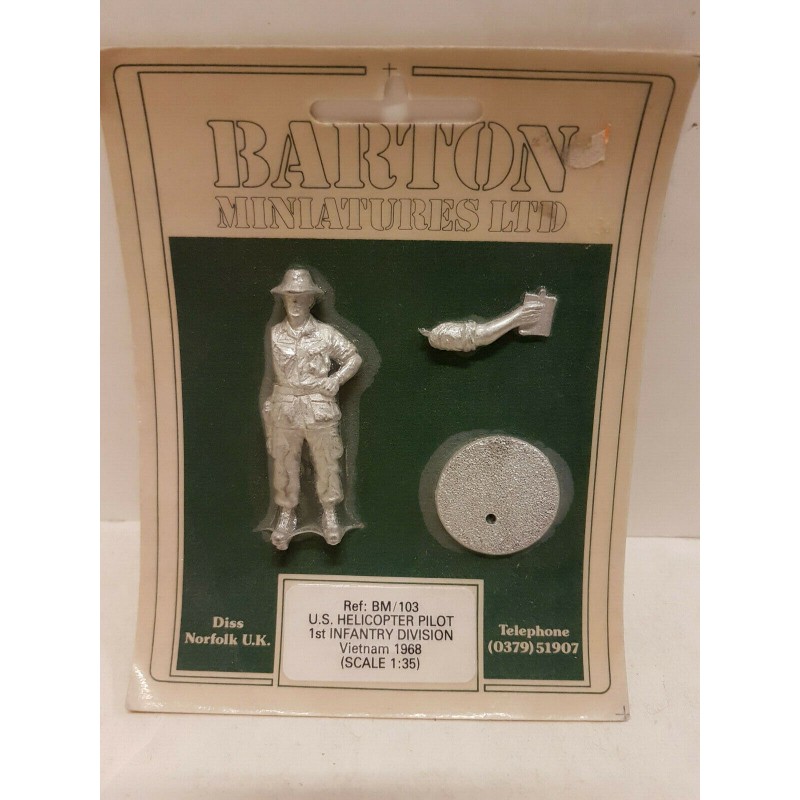 BARTON
MINIATURES LTD
Diss
Norfolk U.K.
Ref: BM/103
U.S. HELICOPTER PILOT
1st INFANTRY DIVISION
Vietnam 1968
(SCALE 1:35)
Telephone
(0379) 51907